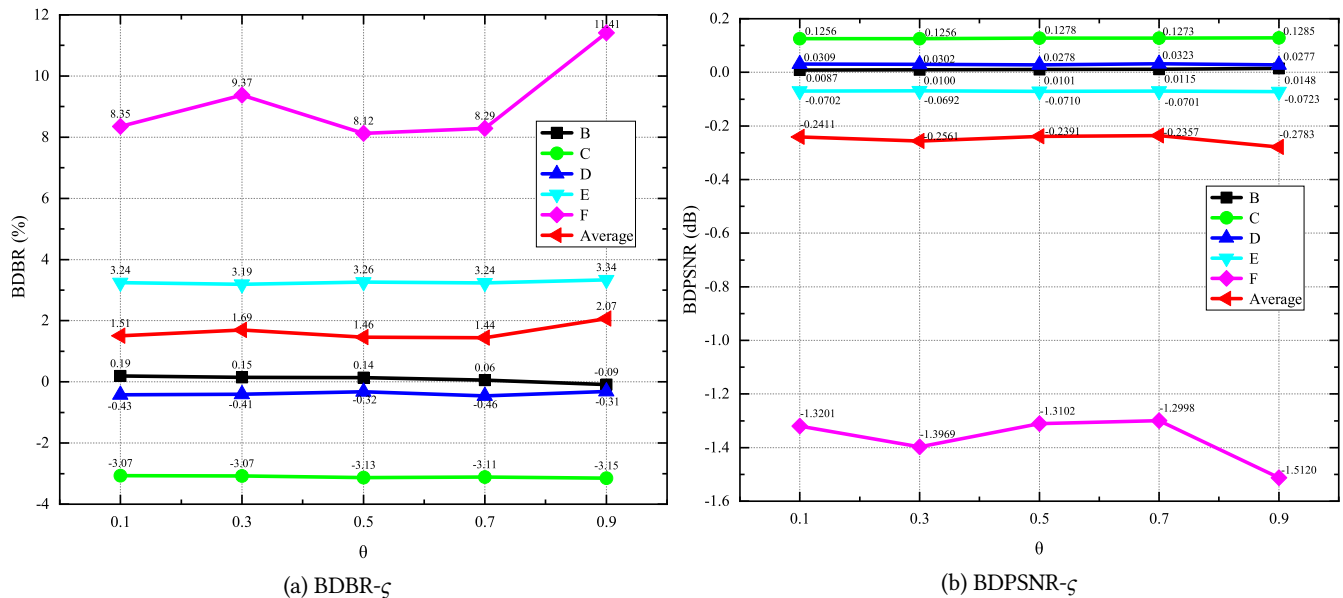 12
10
8
6
4
2
0
-2
-4
BDBR (%)
11.41
8.35
9.37
8.12
8.29
B
C
D
E
F
Average
3.24
3.19
3.26
3.24
3.34
1.51
1.69
1.46
1.44
2.07
0.19
0.15
0.14
0.06
-0.09
-0.43
-0.41
-0.32
-0.46
-0.31
-3.07
-3.07
-3.13
-3.11
-3.15
0.1 0.3 0.5 0.7 0.9
θ
(a) BDBR-ς
0.2
0.0
-0.2
-0.4
-0.6
-0.8
-1.0
-1.2
-1.4
-1.6
BDPSNR (dB)
0.1256 0.1256 0.1278 0.1273 0.1285
0.0309 0.0302 0.0278 0.0323 0.0277
0.0087 0.0100 0.0101 0.0115 0.0148
-0.0702 -0.0692 -0.0710 -0.0701 -0.0723
-0.2411 -0.2561 -0.2391 -0.2357 -0.2783
B
C
D
E
F
Average
-1.3201 -1.3969 -1.3102 -1.2998 -1.5120
0.1 0.3 0.5 0.7 0.9
θ
(b) BDPSNR-ς